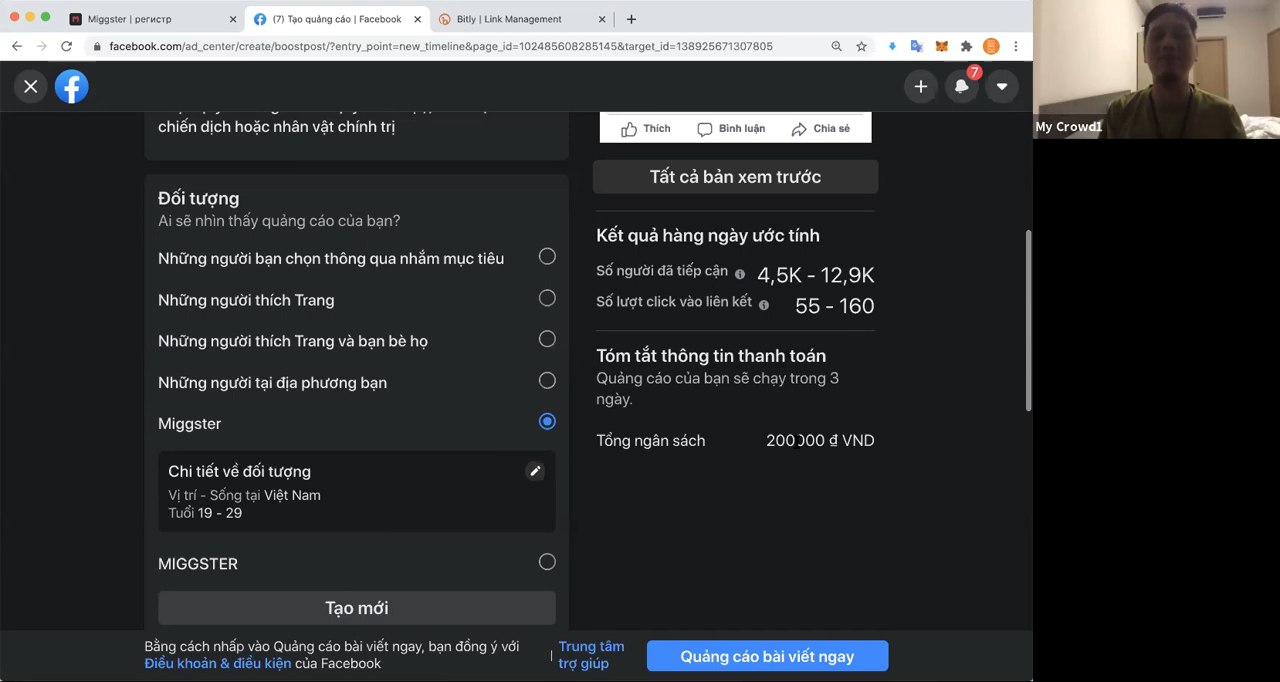 Miggster | регистр
(7) Tạo quảng cáo | Facebook
Bitly | Link Management
facebook.com/ad_center/create/boostpost/?entry_point=new_timeline&page_id=102485608285145&target_id=138925671307805
7
My Crowd1
chiến dịch hoặc nhân vật chính trị
Đối tượng
Ai sẽ nhìn thấy quảng cáo của bạn?
Những người bạn chọn thông qua nhắm mục tiêu
Những người thích Trang
Những người thích Trang và bạn bè họ
Những người tại địa phương bạn
Miggster
Chi tiết về đối tượng
Vị trí - Sống tại Việt Nam
Tuổi 19 - 29
MIGGSTER
Tạo mới
Thích
Bình luận
Chia sẻ
Tất cả bản xem trước
Kết quả hàng ngày ước tính
Số người đã tiếp cận 4,5K - 12,9K
Số lượt click vào liên kết 55 - 160
Tóm tắt thông tin thanh toán
Quảng cáo của bạn sẽ chạy trong 3
ngày.
Tổng ngân sách 200.000 ₫ VND
Bằng cách nhấp vào Quảng cáo bài viết ngay, bạn đồng ý với
Điều khoản & điều kiện của Facebook
Trung tâm
trợ giúp
Quảng cáo bài viết ngay